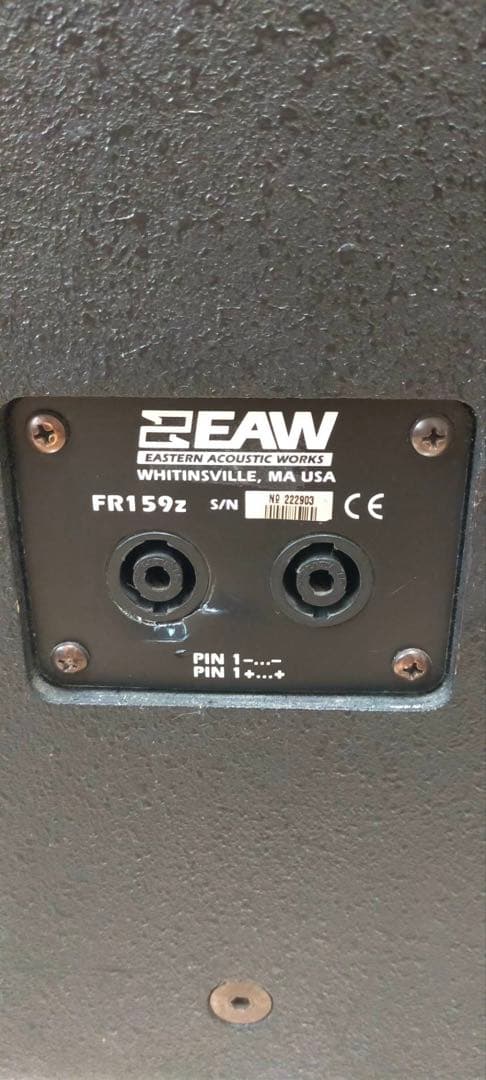 EAW
EASTERN ACOUSTIC WORKS
WHITINSVILLE, MA USA
FR159z S/N Nº 222903 CE
PIN 1-...-
PIN 1+...+